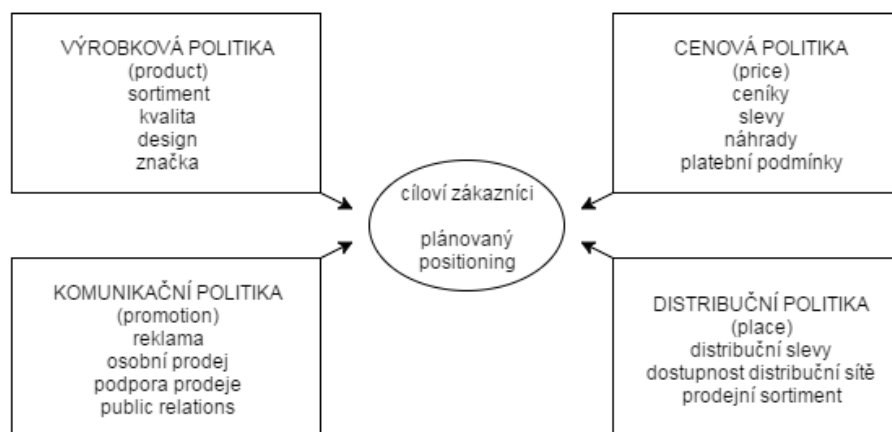 VÝROBKOVÁ POLITIKA
(product)
sortiment
kvalita
design
značka
CENOVÁ POLITIKA
(price)
ceníky
slevy
náhrady
platební podmínky
cíloví zákazníci
plánovaný
positioning
KOMUNIKAČNÍ POLITIKA
(promotion)
reklama
osobní prodej
podpora prodeje
public relations
DISTRIBUČNÍ POLITIKA
(place)
distribuční slevy
dostupnost distribuční sítě
prodejní sortiment